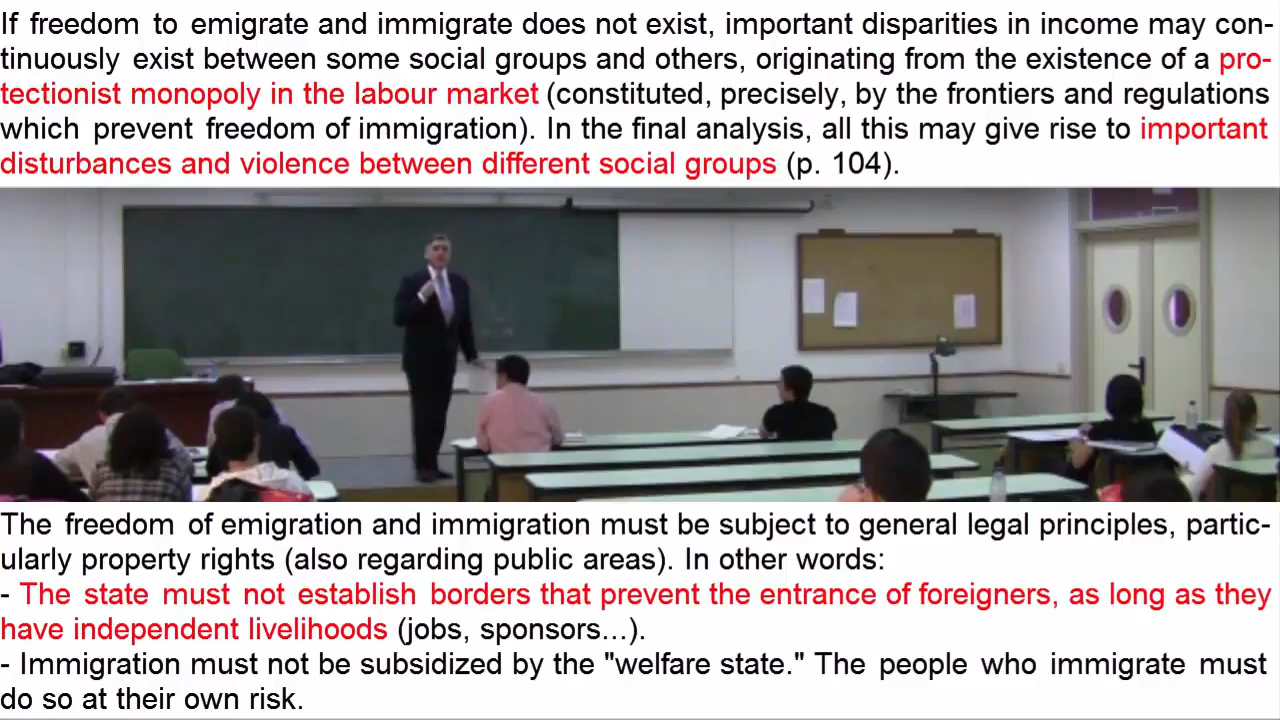 If freedom to emigrate and immigrate does not exist, important disparities in income may con-
tinuously exist between some social groups and others, originating from the existence of a pro-
tectionist monopoly in the labour market (constituted, precisely, by the frontiers and regulations
which prevent freedom of immigration). In the final analysis, all this may give rise to important
disturbances and violence between different social groups (p. 104).
The freedom of emigration and immigration must be subject to general legal principles, partic-
ularly property rights (also regarding public areas). In other words:
- The state must not establish borders that prevent the entrance of foreigners, as long as they
have independent livelihoods (jobs, sponsors...).
- Immigration must not be subsidized by the "welfare state." The people who immigrate must
do so at their own risk.